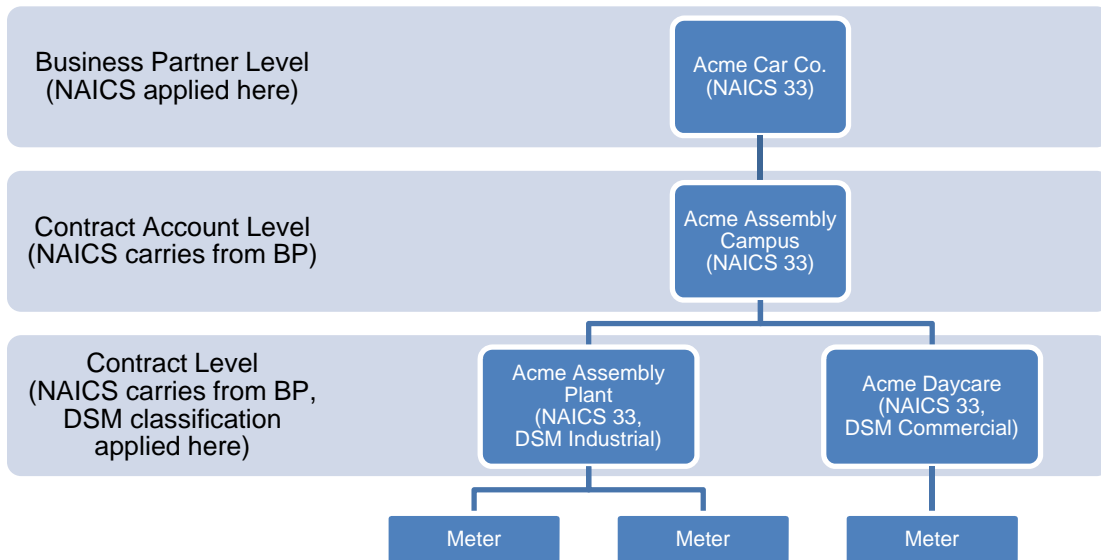 Business Partner Level
(NAICS applied here)
Acme Car Co.
(NAICS 33)
Contract Account Level
(NAICS carries from BP)
Acme Assembly
Campus
(NAICS 33)
Contract Level
(NAICS carries from BP,
DSM classification
applied here)
Acme Assembly
Plant
(NAICS 33,
DSM Industrial)
Acme Daycare
(NAICS 33,
DSM Commercial)
Meter
Meter
Meter